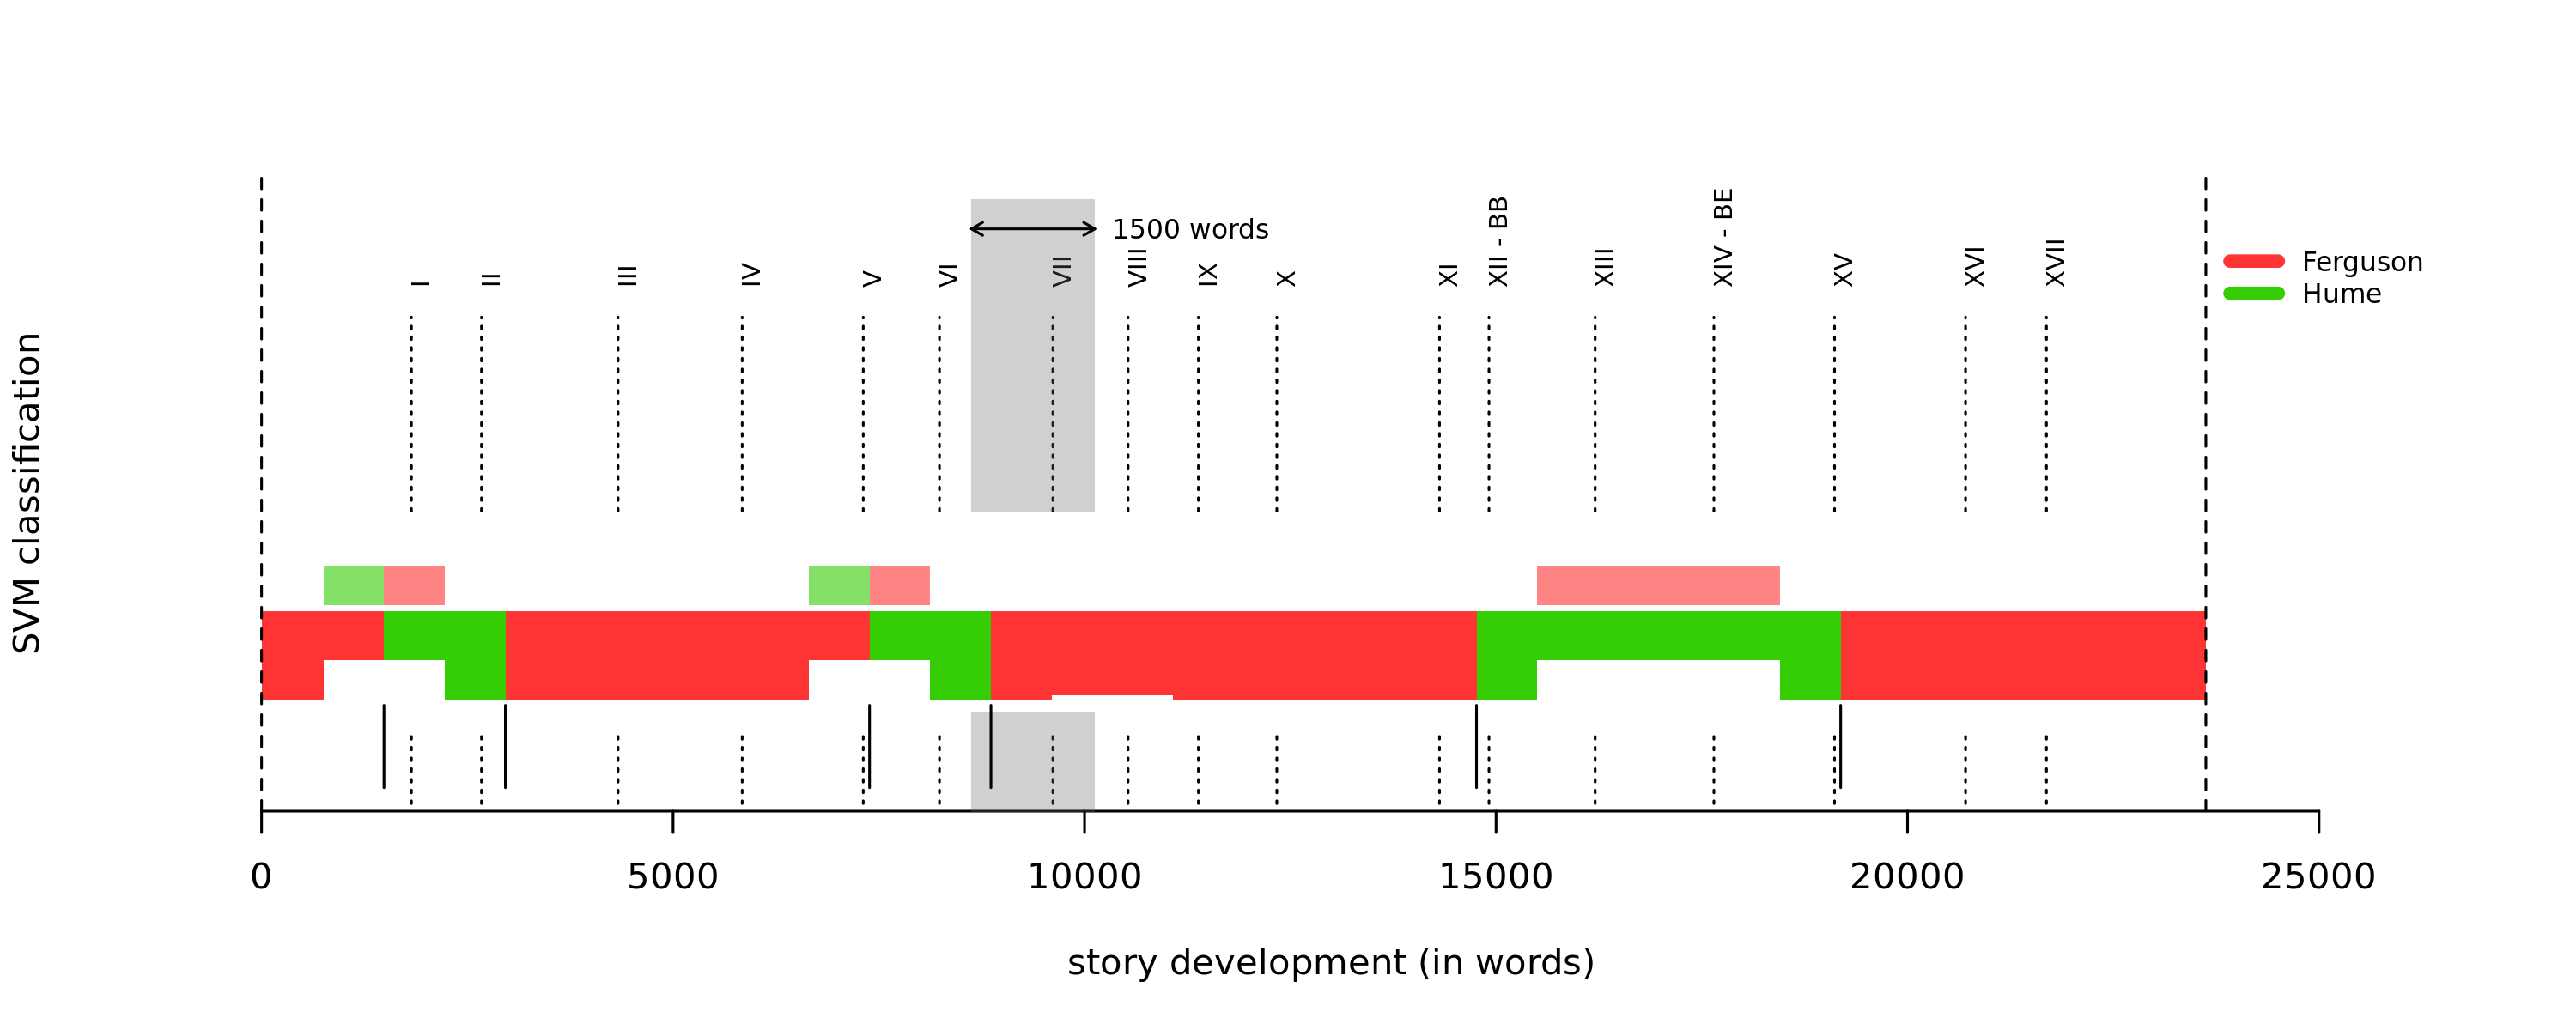 1500 words
I
II
III
IV
V
VI
VII
VIII
IX
X
XI
XII - BB
XIII
XIV - BE
XV
XVI
XVII
Ferguson
Hume
SVM classification
0
5000
10000
15000
20000
25000
story development (in words)